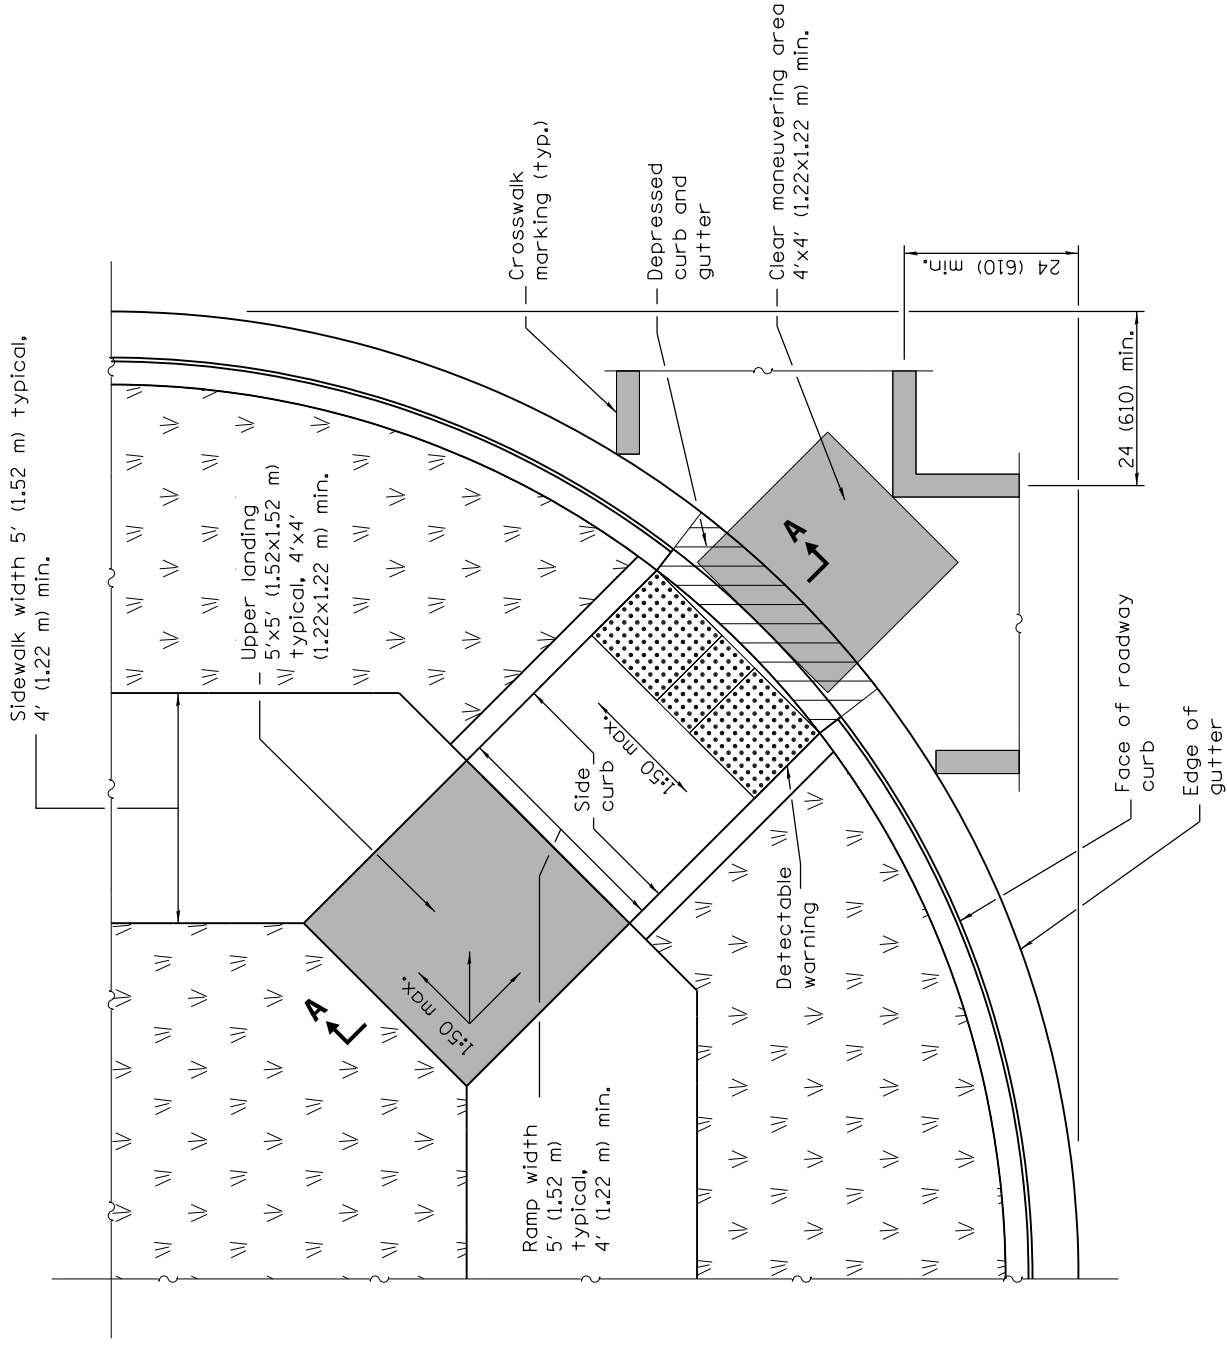 Sidewalk width 5' (1.52 m) typical,
4' (1.22 m) min.
Upper landing
5'x5' (1.52x1.52 m)
typical, 4'x4'
(1.22x1.22 m) min.
Crosswalk
marking (typ.)
Depressed
curb and
gutter
Clear maneuvering area
4'x4' (1.22x1.22 m) min.
24 (610) min.
24 (610) min.
A
1:50 max.
Side
curb
Detectable
warning
A
1:50 max.
Ramp width
5' (1.52 m)
typical,
4' (1.22 m) min.
Face of roadway
curb
Edge of
gutter